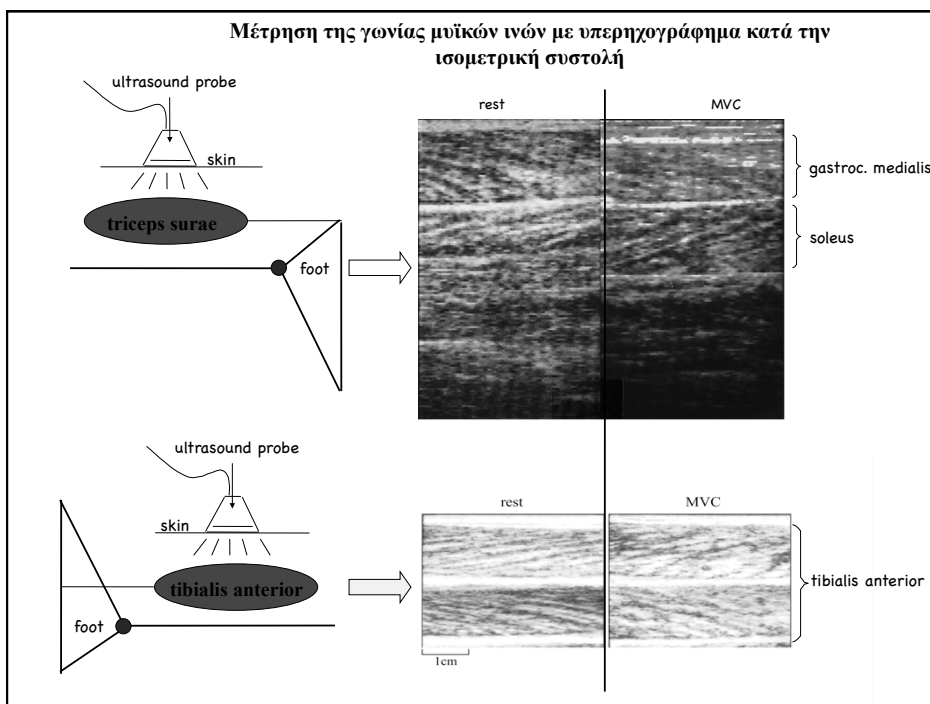 Μέτρηση της γωνίας μυϊκών ινών με υπερηχογράφημα κατά την
ισομετρική συστολή
ultrasound probe
skin
triceps surae
foot
rest
MVC
gastroc. medialis
soleus
ultrasound probe
skin
tibialis anterior
foot
rest
MVC
tibialis anterior
1cm